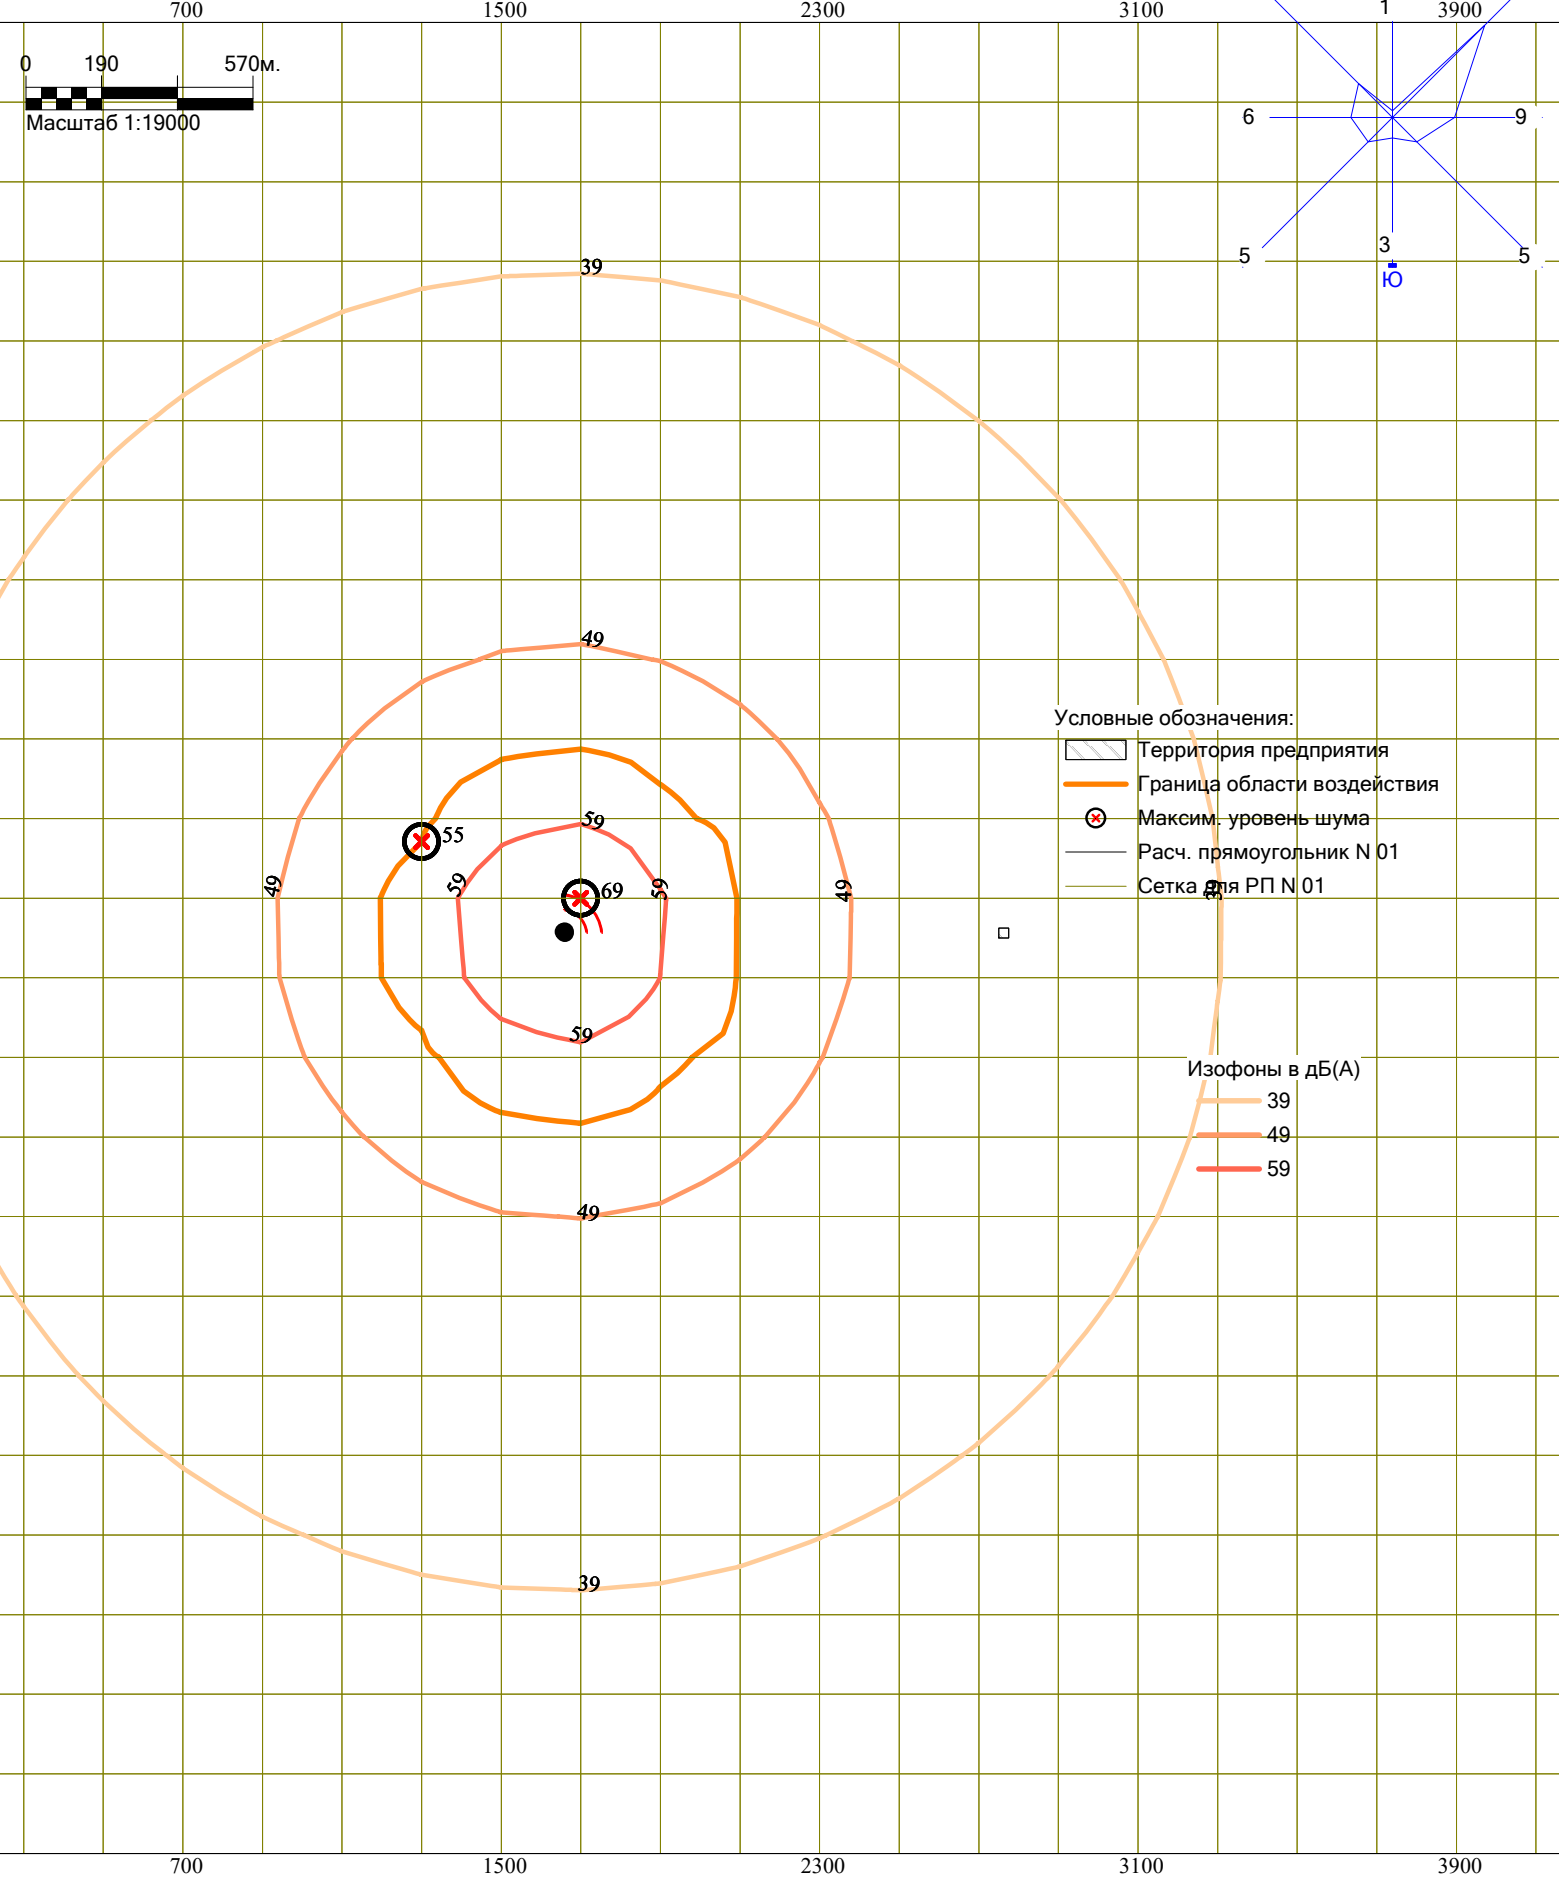 700 1500 2300 3100 3900
1
0 190 570м.
Масштаб 1:19000
6 9
5 3 5
Ю
39
49
Условные обозначения:
Территория предприятия
Граница области воздействия
Максим. уровень шума
Расч. прямоугольник N 01
Сетка для РП N 01
59
55
49 59 69 59 49 39
59
Изофоны в дБ(А)
39
49
59
49
39
700 1500 2300 3100 3900